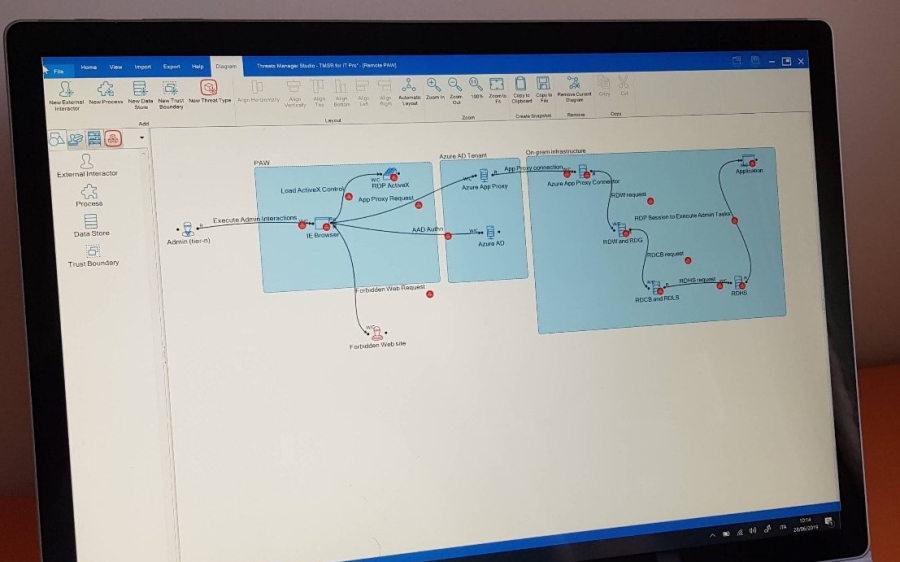 File
Home
View
Import
Export
Help
Diagram
Threats Manager Studio - TMSR for IT Pro* - [Remote PAW]
New External Interactor
New Process
New Data Store
New Trust Boundary
New Threat Type
Align Horizontally
Align Vertically
Align Top
Align Bottom
Align Left
Align Right
Automatic Layout
Zoom In
Zoom Out
100%
Zoom to Fit
Copy to Clipboard
Copy to File
Remove Current Diagram
Copy
Cut
Add
Layout
Zoom
Create Snapshot
Remove
Copy
External Interactor
Process
Data Store
Trust Boundary
PAW
Azure AD Tenant
On-prem infrastructure
Load ActiveX Control
RDP ActiveX
App Proxy Request
App Proxy connection
Azure App Proxy
Azure App Proxy Connector
Application
Execute Admin interactions
Admin (tier-n)
IE Browser
AAD Authn
Azure AD
RDW request
RDP Session to Execute Admin Tasks
RDW and RDG
RDCB request
RDCB and RDLS
RDHS request
RDHS
Forbidden Web Request
Forbidden Web site
ITA
10:14
26/06/2019